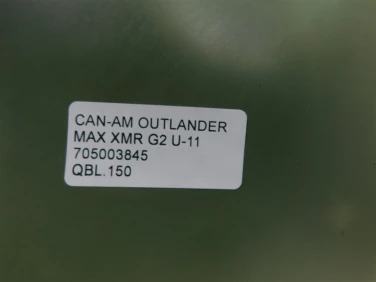 CAN-AM OUTLANDER
MAX XMR G2 U-11
705003845
QBL.150